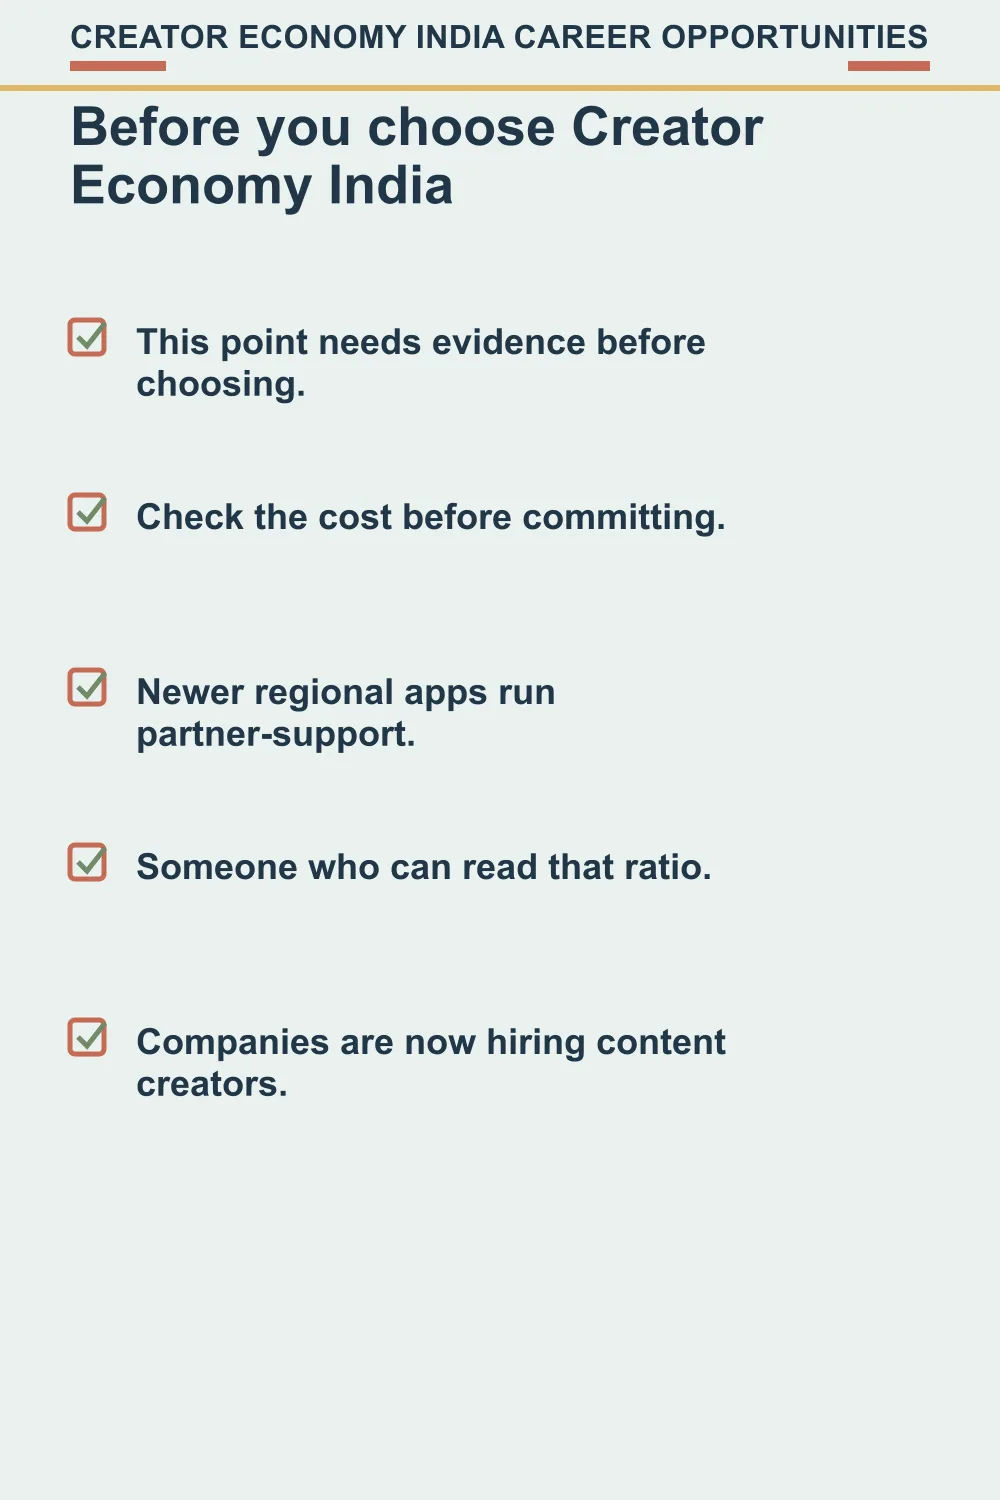 CREATOR ECONOMY INDIA CAREER OPPORTUNITIES
Before you choose Creator
Economy India
This point needs evidence before
choosing.
Check the cost before committing.
Newer regional apps run
partner-support.
Someone who can read that ratio.
Companies are now hiring content
creators.